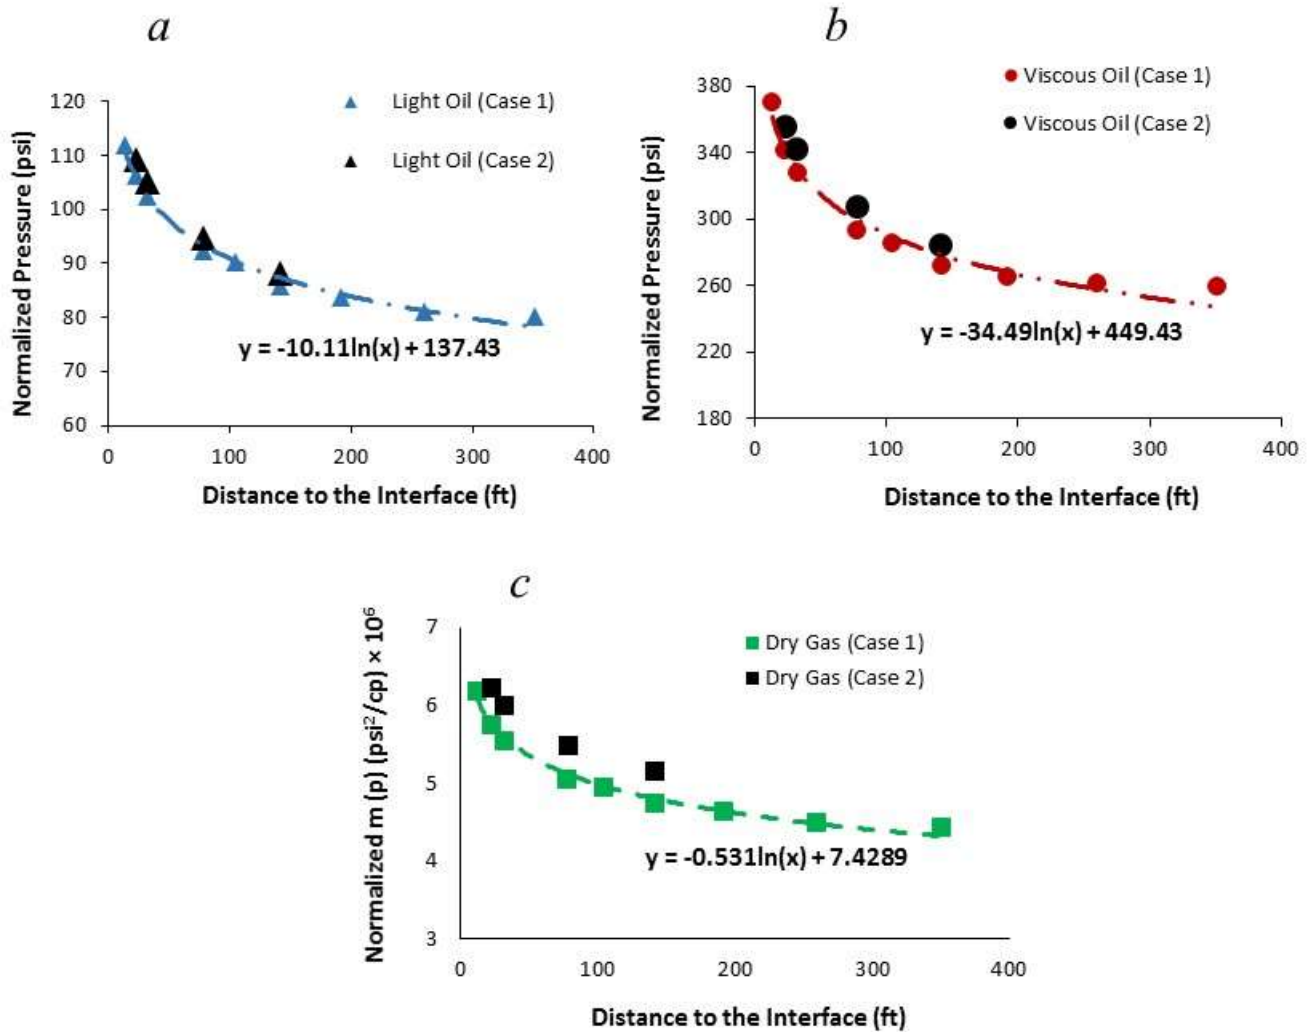 a
120
110
100
90
80
70
60
0
100
200
300
400
Normalized Pressure (psi)
Distance to the Interface (ft)
Light Oil (Case 1)
Light Oil (Case 2)
y = -10.11ln(x) + 137.43
b
380
340
300
260
220
180
0
100
200
300
400
Normalized Pressure (psi)
Distance to the Interface (ft)
Viscous Oil (Case 1)
Viscous Oil (Case 2)
y = -34.49ln(x) + 449.43
c
7
6
5
4
3
0
100
200
300
400
Normalized m (p) (psi²/cp) × 10⁶
Distance to the Interface (ft)
Dry Gas (Case 1)
Dry Gas (Case 2)
y = -0.531ln(x) + 7.4289